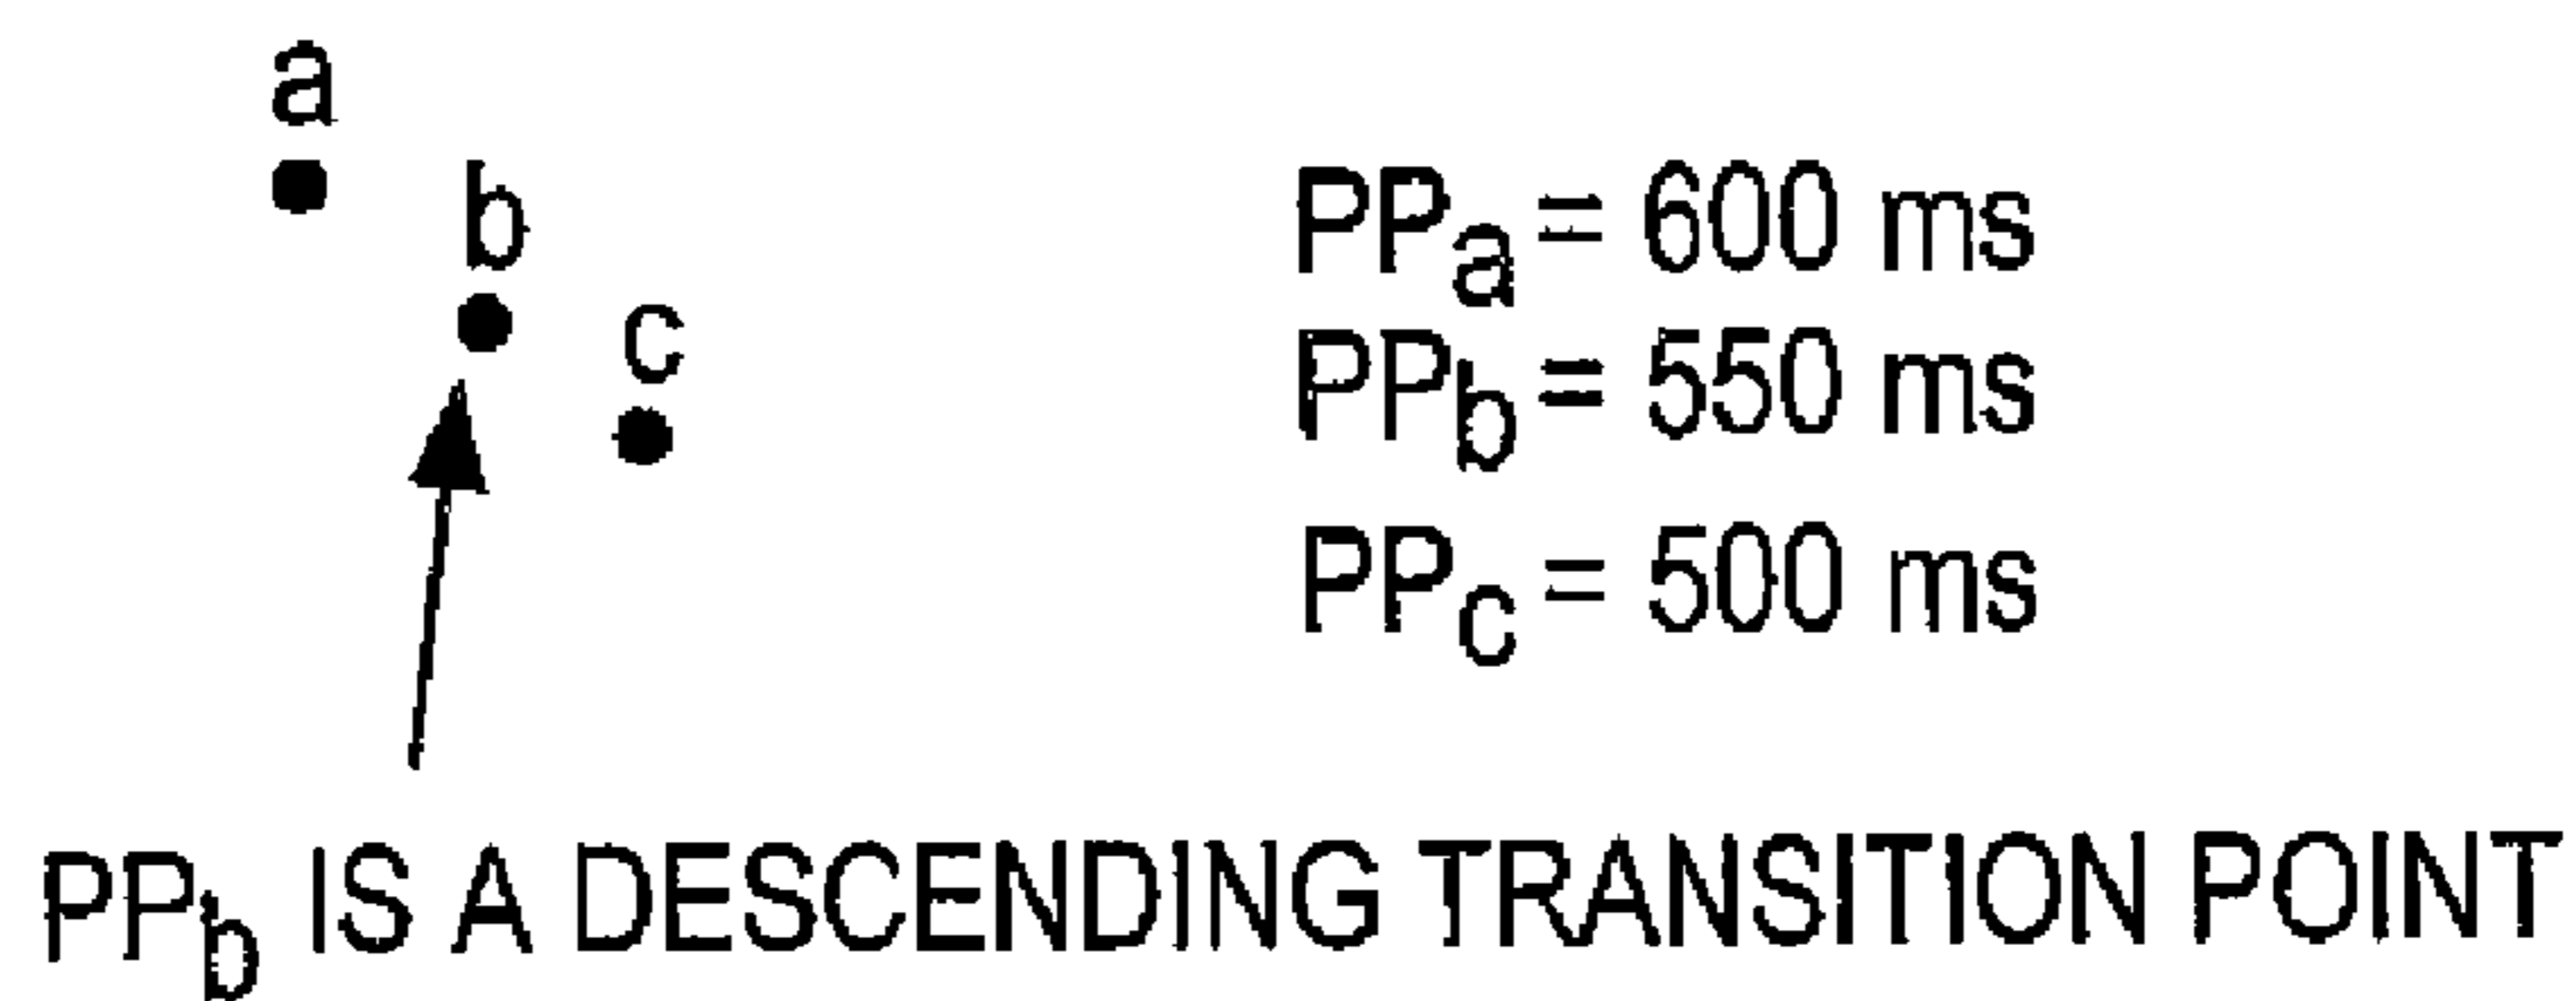 a
b
c
PPa = 600 ms
PPb = 550 ms
PPc = 500 ms
PPb IS A DESCENDING TRANSITION POINT